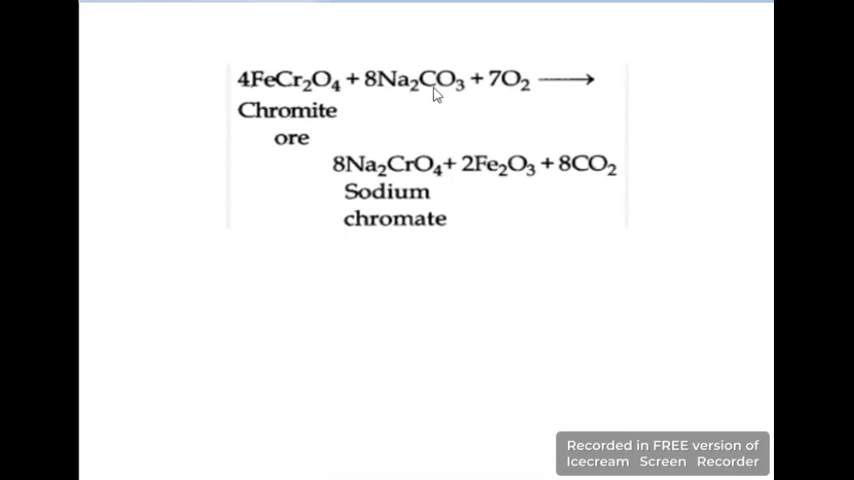 4FeCr₂O₄ + 8Na₂CO₃ + 7O₂ ⟶
Chromite
ore
8Na₂CrO₄+ 2Fe₂O₃ + 8CO₂
Sodium
chromate
Recorded in FREE version of
Icecream Screen Recorder